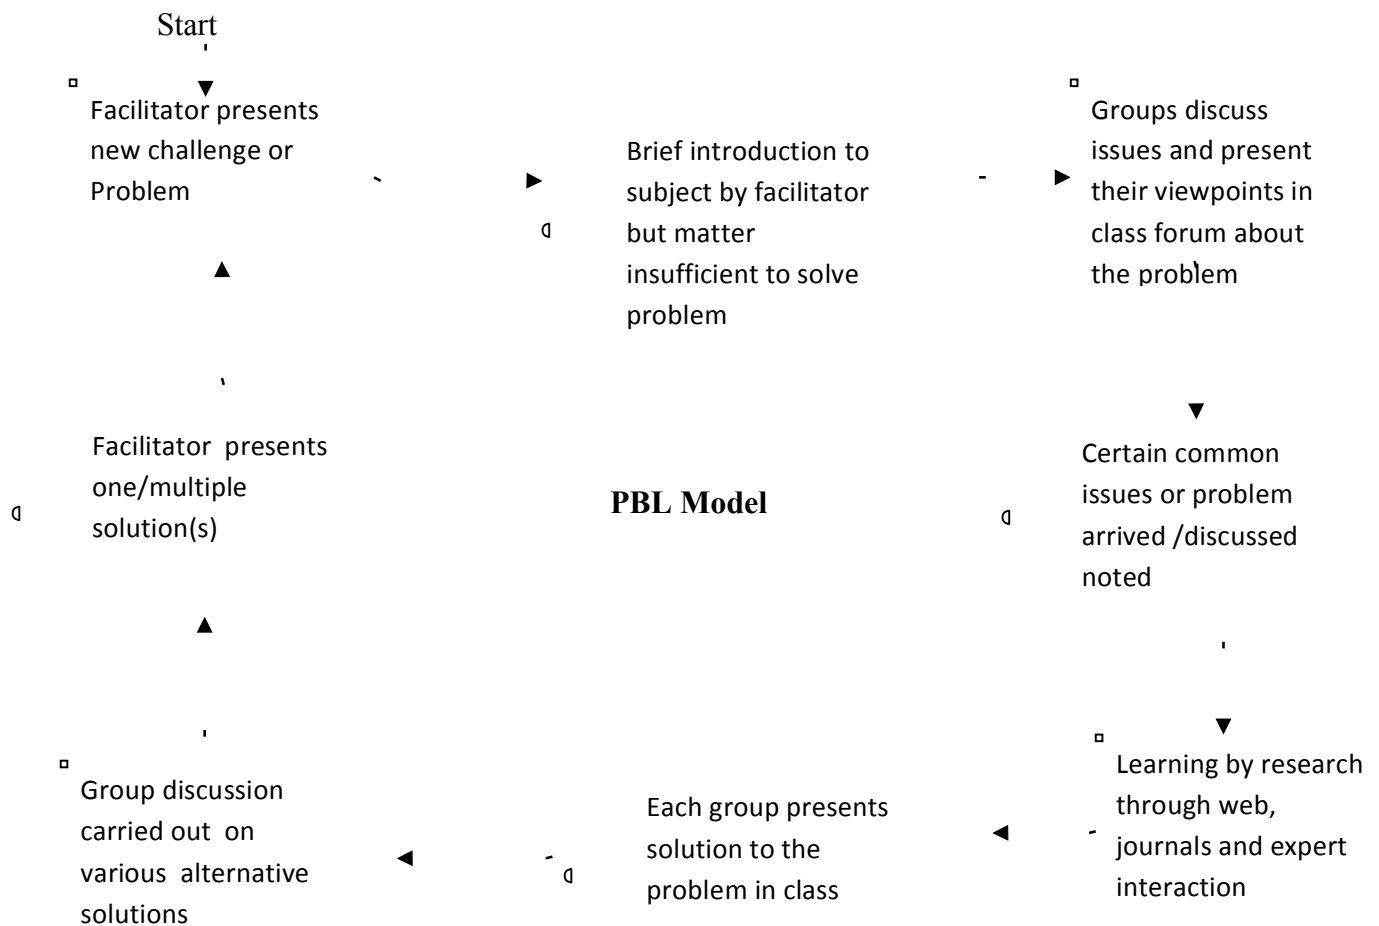 Start
Facilitator presents
new challenge or
Problem
Brief introduction to
subject by facilitator
but matter
insufficient to solve
problem
Groups discuss
issues and present
their viewpoints in
class forum about
the problem
Certain common
issues or problem
arrived /discussed
noted
Learning by research
through web,
journals and expert
interaction
Each group presents
solution to the
problem in class
Group discussion
carried out on
various alternative
solutions
Facilitator presents
one/multiple
solution(s)
PBL Model